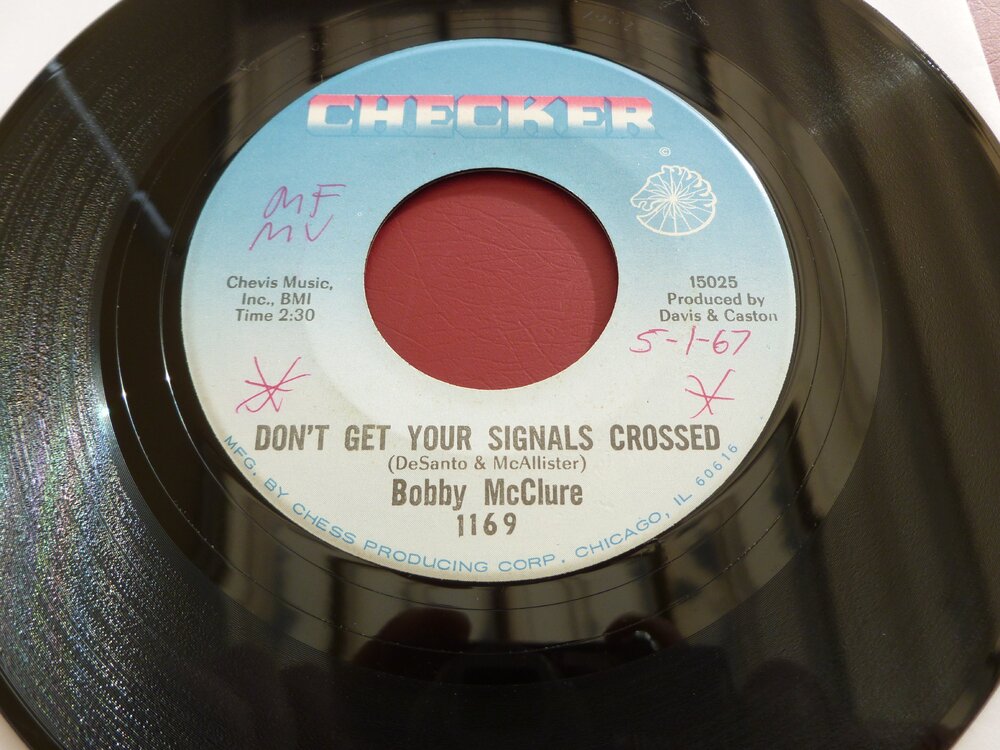 CHECKER
©
MF
MV
Chevis Music,
Inc., BMI
Time 2:30
15025
Produced by
Davis & Caston
5-1-67
DON'T GET YOUR SIGNALS CROSSED
(DeSanto & McAllister)
Bobby McClure
1169
MFG. BY CHESS PRODUCING CORP. CHICAGO, IL 60616